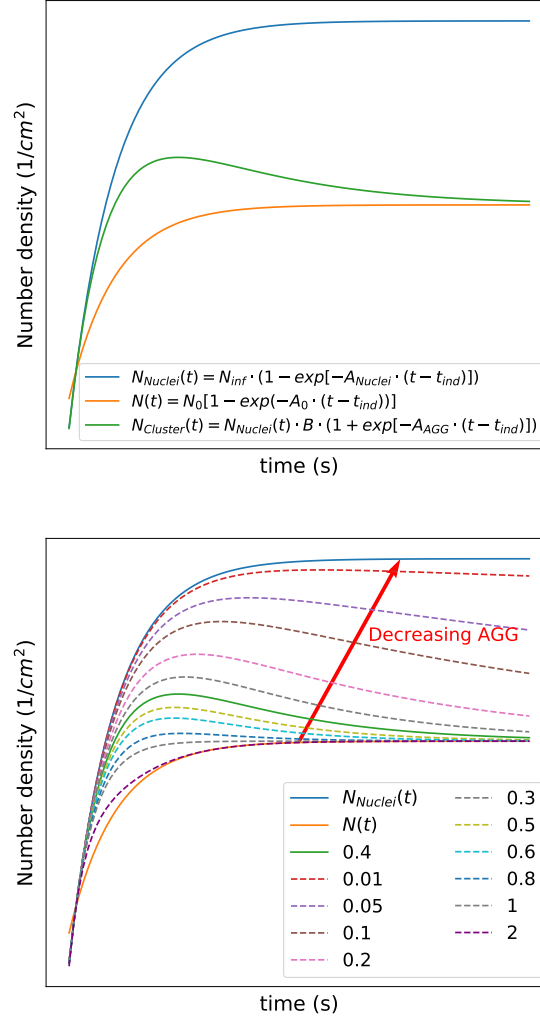 Number density (1/cm²)
N_Nuclei(t) = N_inf · (1 − exp[−A_Nuclei · (t − t_ind)])
N(t) = N_0[1 − exp(−A_0 · (t − t_ind))]
N_Cluster(t) = N_Nuclei(t) · B · (1 + exp[−A_AGG · (t − t_ind)])
time (s)
Number density (1/cm²)
Decreasing AGG
N_Nuclei(t)
N(t)
0.4
0.01
0.05
0.1
0.2
0.3
0.5
0.6
0.8
1
2
time (s)